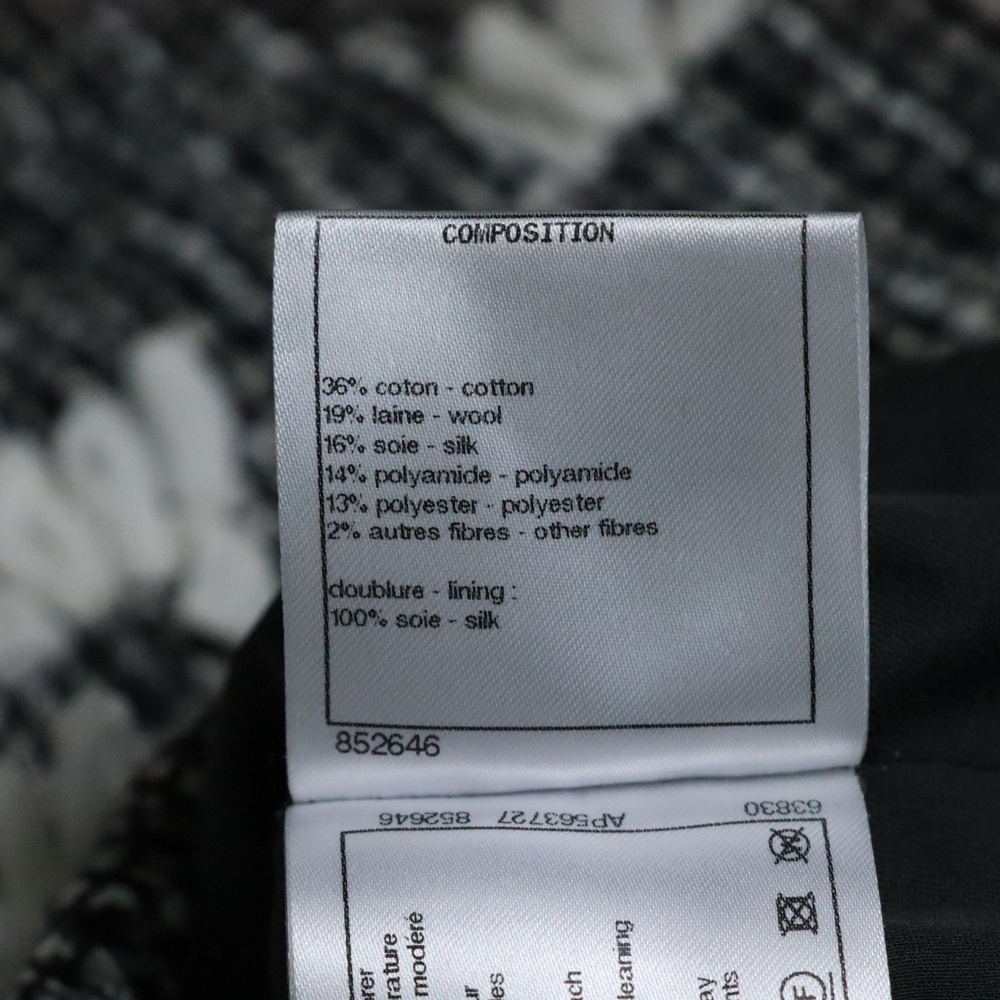 COMPOSITION
36% coton - cotton
19% laine - wool
16% soie - silk
14% polyamide - polyamide
13% polyester - polyester
2% autres fibres - other fibres
doublure - lining :
100% soie - silk
852646
63830 AP563727 852646
modéré
F